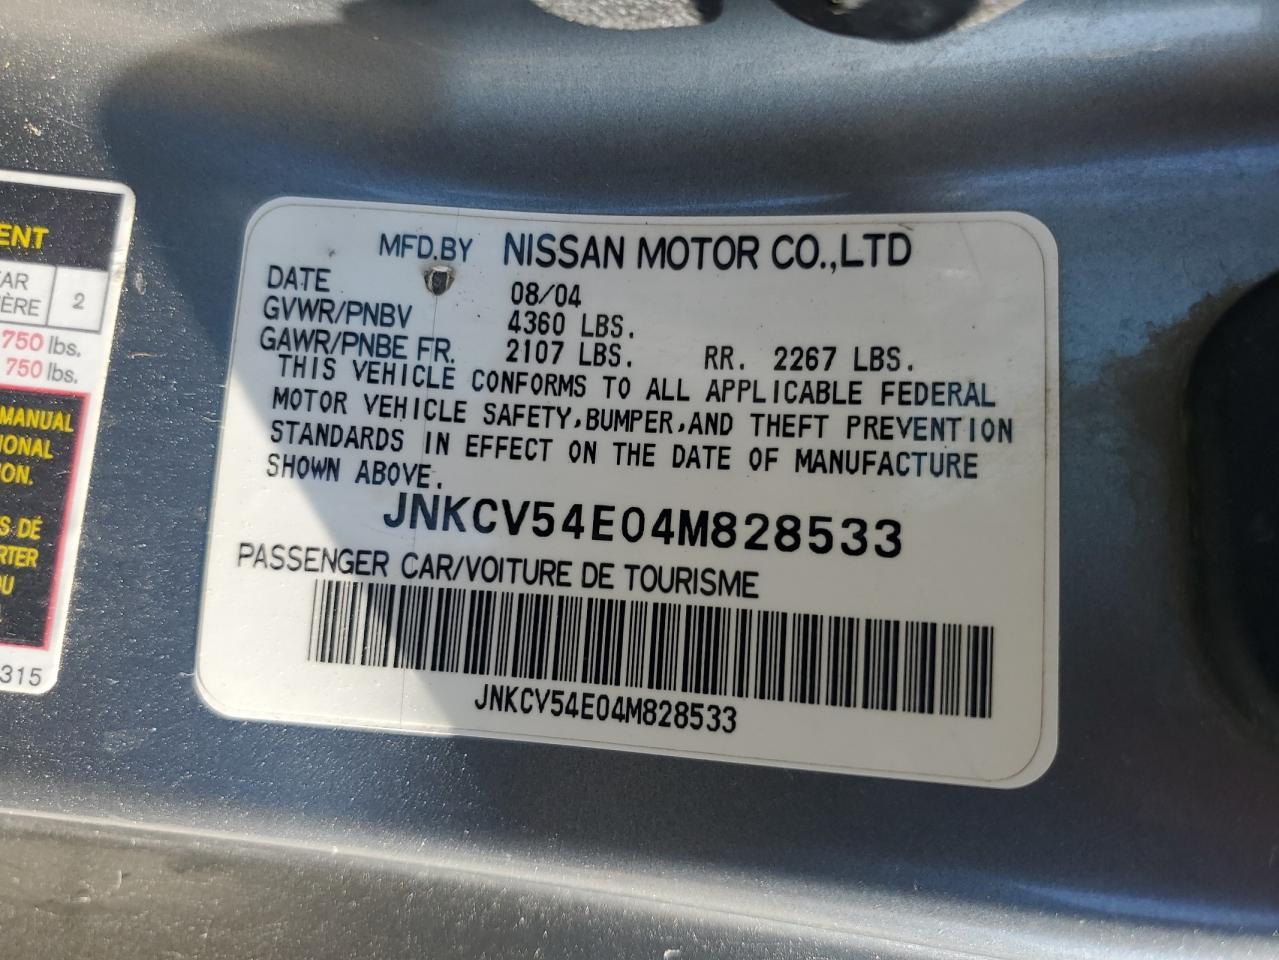 ENT
AR
ÈRE 2
750 lbs.
750 lbs.
MANUAL
IONAL
ON.
S DÉ
RTER
OU
L.
315
MFD.BY NISSAN MOTOR CO.,LTD
DATE 08/04
GVWR/PNBV 4360 LBS.
GAWR/PNBE FR. 2107 LBS. RR. 2267 LBS.
THIS VEHICLE CONFORMS TO ALL APPLICABLE FEDERAL
MOTOR VEHICLE SAFETY,BUMPER,AND THEFT PREVENTION
STANDARDS IN EFFECT ON THE DATE OF MANUFACTURE
SHOWN ABOVE.
JNKCV54E04M828533
PASSENGER CAR/VOITURE DE TOURISME
JNKCV54E04M828533